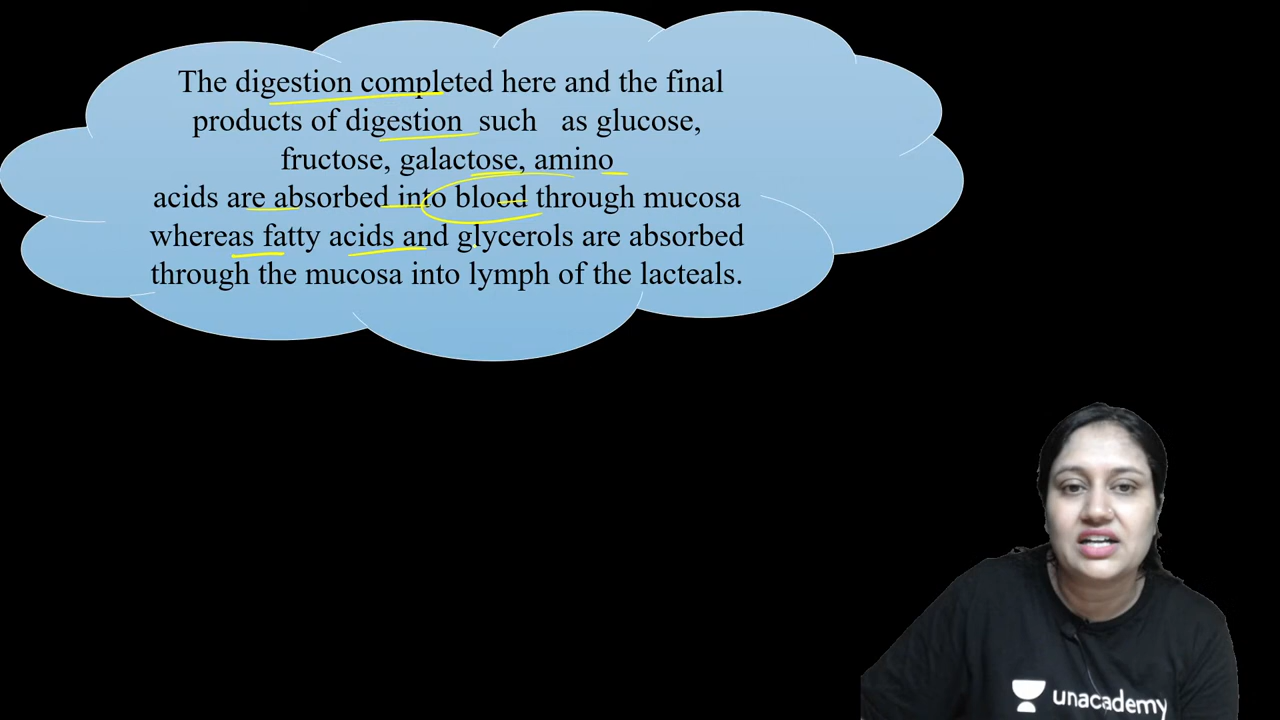 The digestion completed here and the final
products of digestion such as glucose,
fructose, galactose, amino
acids are absorbed into blood through mucosa
whereas fatty acids and glycerols are absorbed
through the mucosa into lymph of the lacteals.
unacademy